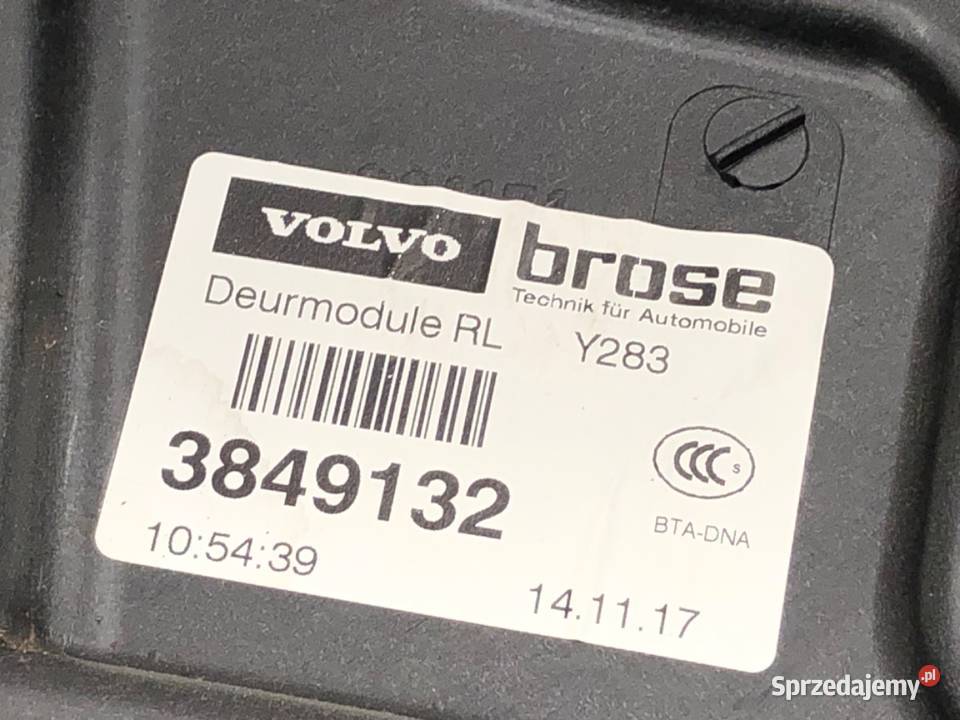 VOLVO
brose
Technik für Automobile
Deurmodule RL
Y283
3849132
CCC S
BTA-DNA
10:54:39
14.11.17
Sprzedajemy.pl